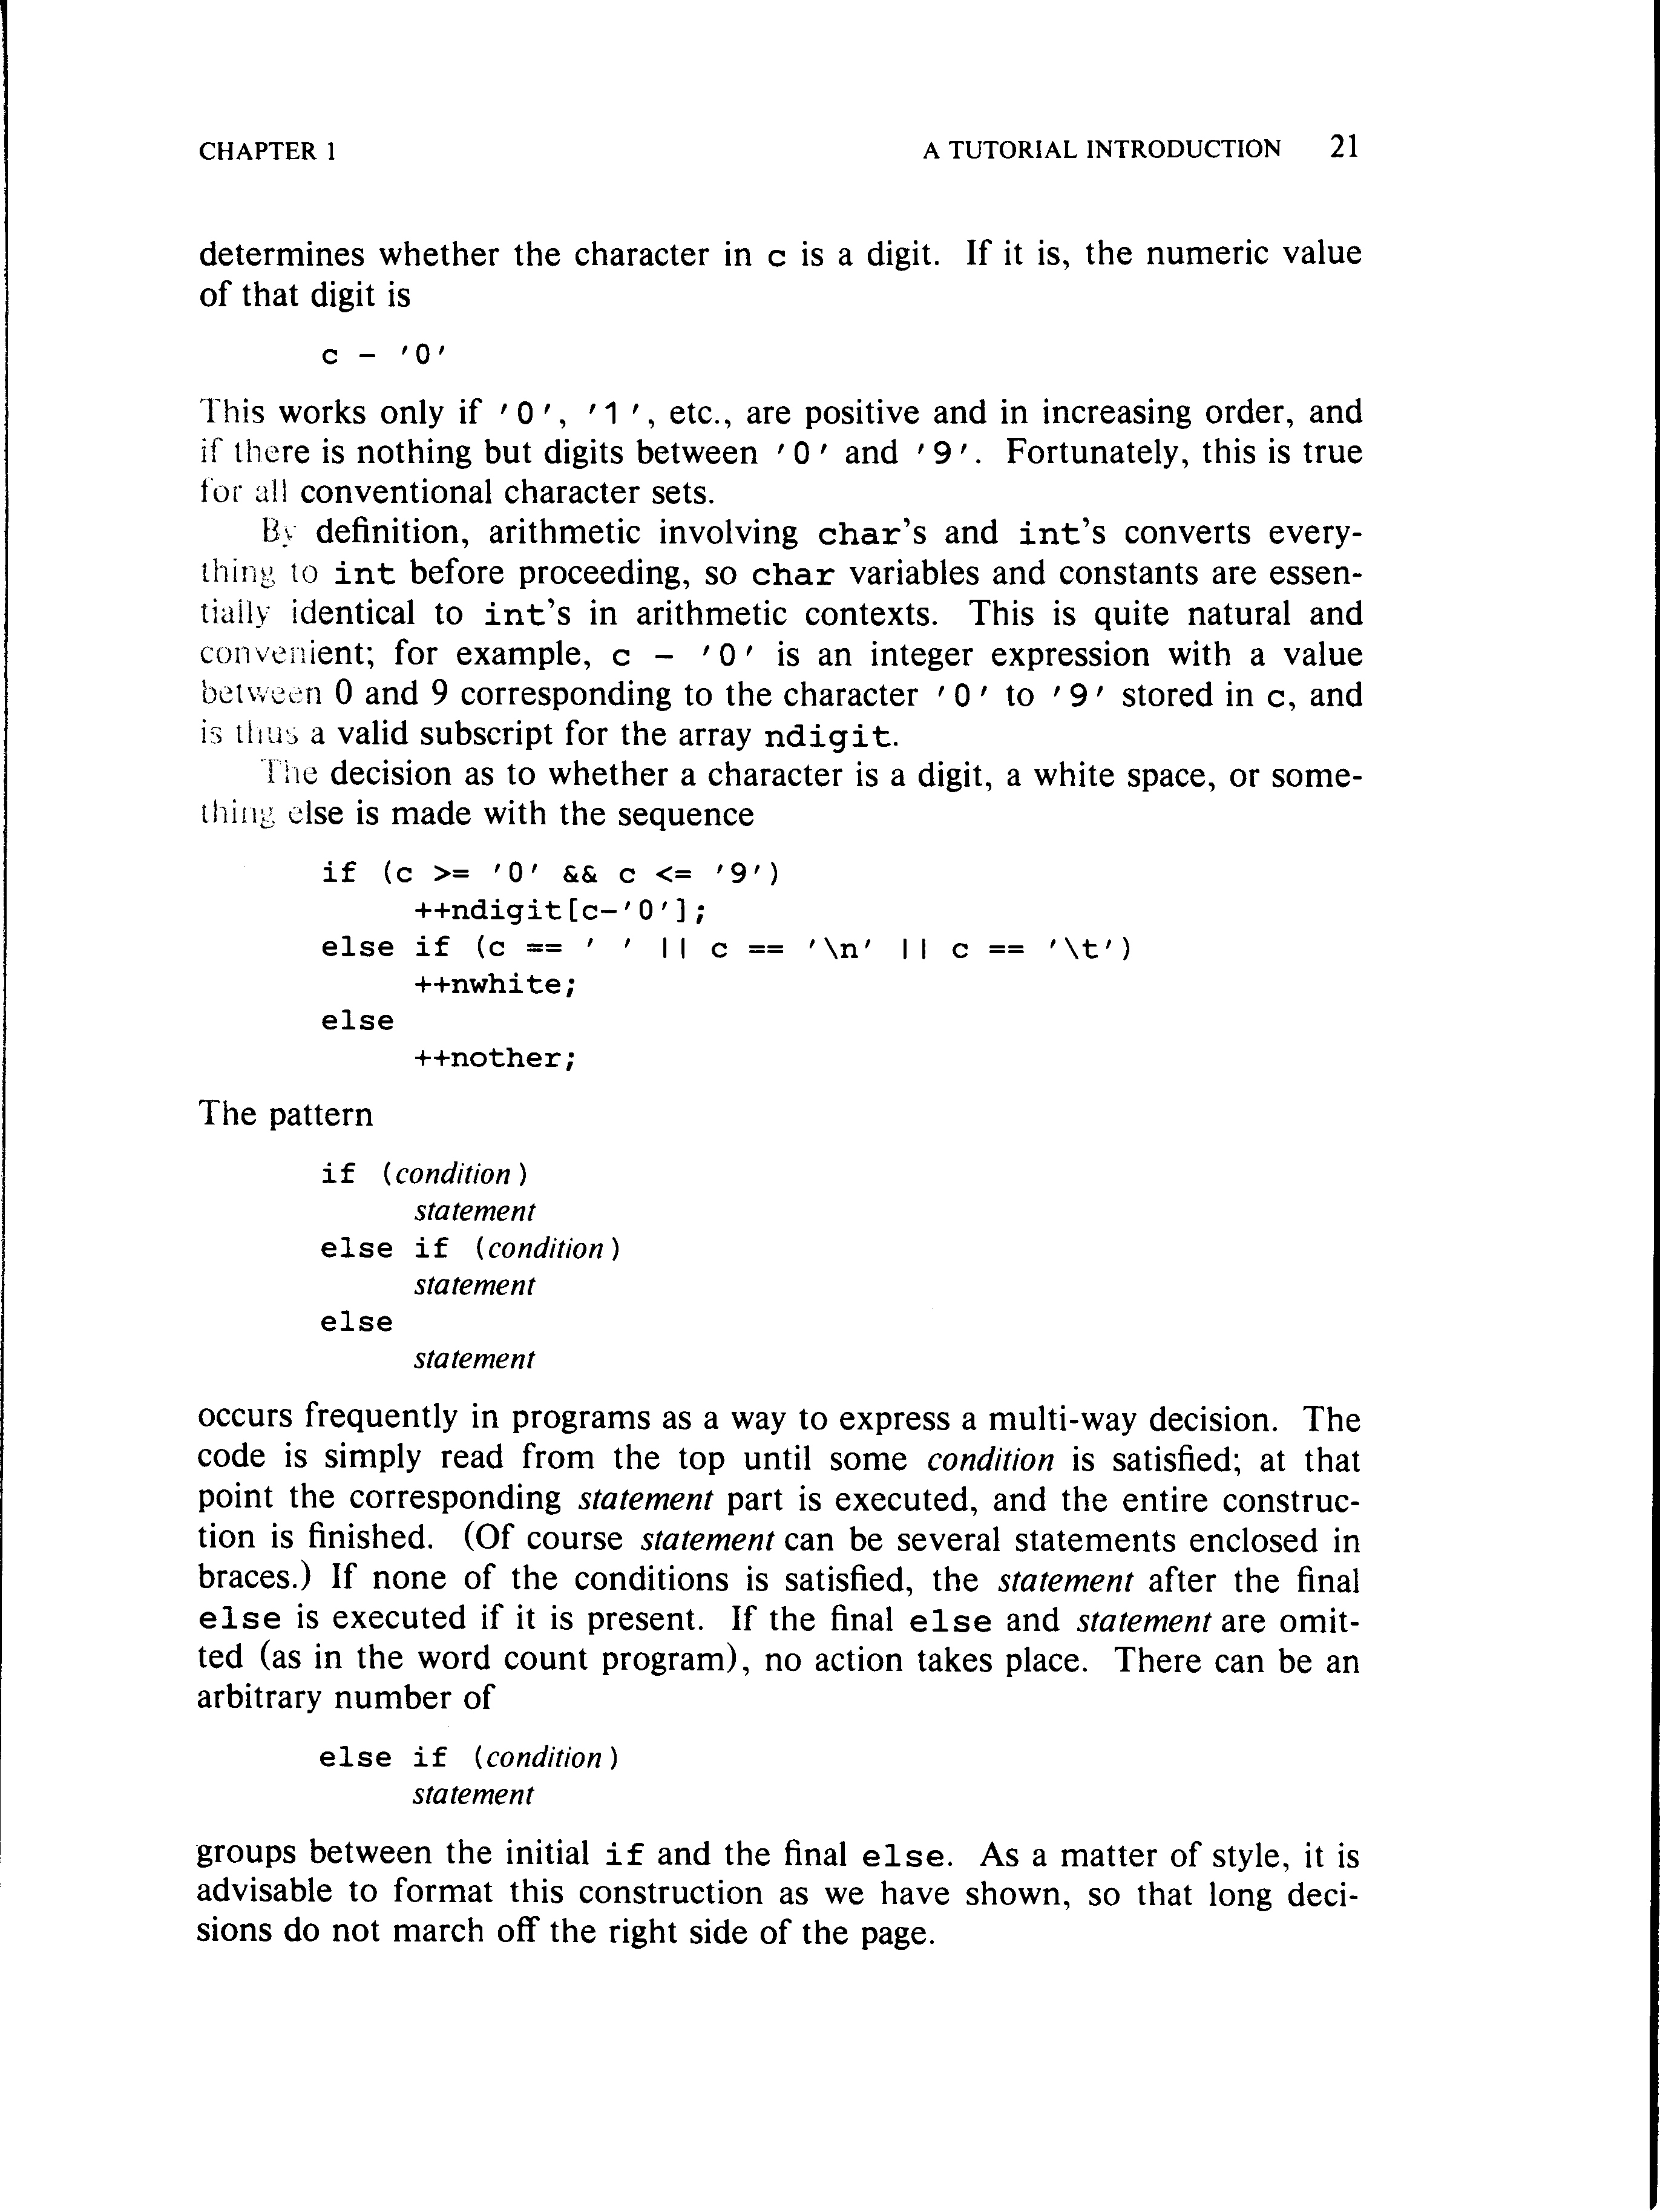 CHAPTER 1 A TUTORIAL INTRODUCTION 21
determines whether the character in c is a digit. If it is, the numeric value
of that digit is
c - '0'
This works only if '0', '1', etc., are positive and in increasing order, and
if there is nothing but digits between '0' and '9'. Fortunately, this is true
for all conventional character sets.
By definition, arithmetic involving char's and int's converts every-
thing to int before proceeding, so char variables and constants are essen-
tially identical to int's in arithmetic contexts. This is quite natural and
convenient; for example, c - '0' is an integer expression with a value
between 0 and 9 corresponding to the character '0' to '9' stored in c, and
is thus a valid subscript for the array ndigit.
The decision as to whether a character is a digit, a white space, or some-
thing else is made with the sequence
if (c >= '0' && c <= '9')
++ndigit[c-'0'];
else if (c == ' ' || c == '\n' || c == '\t')
++nwhite;
else
++nother;
The pattern
if (condition)
statement
else if (condition)
statement
else
statement
occurs frequently in programs as a way to express a multi-way decision. The
code is simply read from the top until some condition is satisfied; at that
point the corresponding statement part is executed, and the entire construc-
tion is finished. (Of course statement can be several statements enclosed in
braces.) If none of the conditions is satisfied, the statement after the final
else is executed if it is present. If the final else and statement are omit-
ted (as in the word count program), no action takes place. There can be an
arbitrary number of
else if (condition)
statement
groups between the initial if and the final else. As a matter of style, it is
advisable to format this construction as we have shown, so that long deci-
sions do not march off the right side of the page.